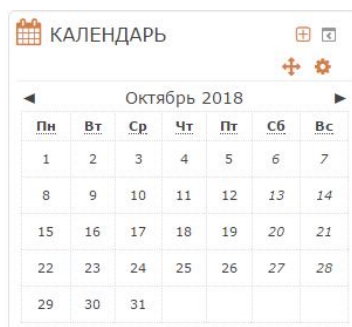 КАЛЕНДАРЬ
◄ Октябрь 2018 ►
Пн Вт Ср Чт Пт Сб Вс
1 2 3 4 5 6 7
8 9 10 11 12 13 14
15 16 17 18 19 20 21
22 23 24 25 26 27 28
29 30 31